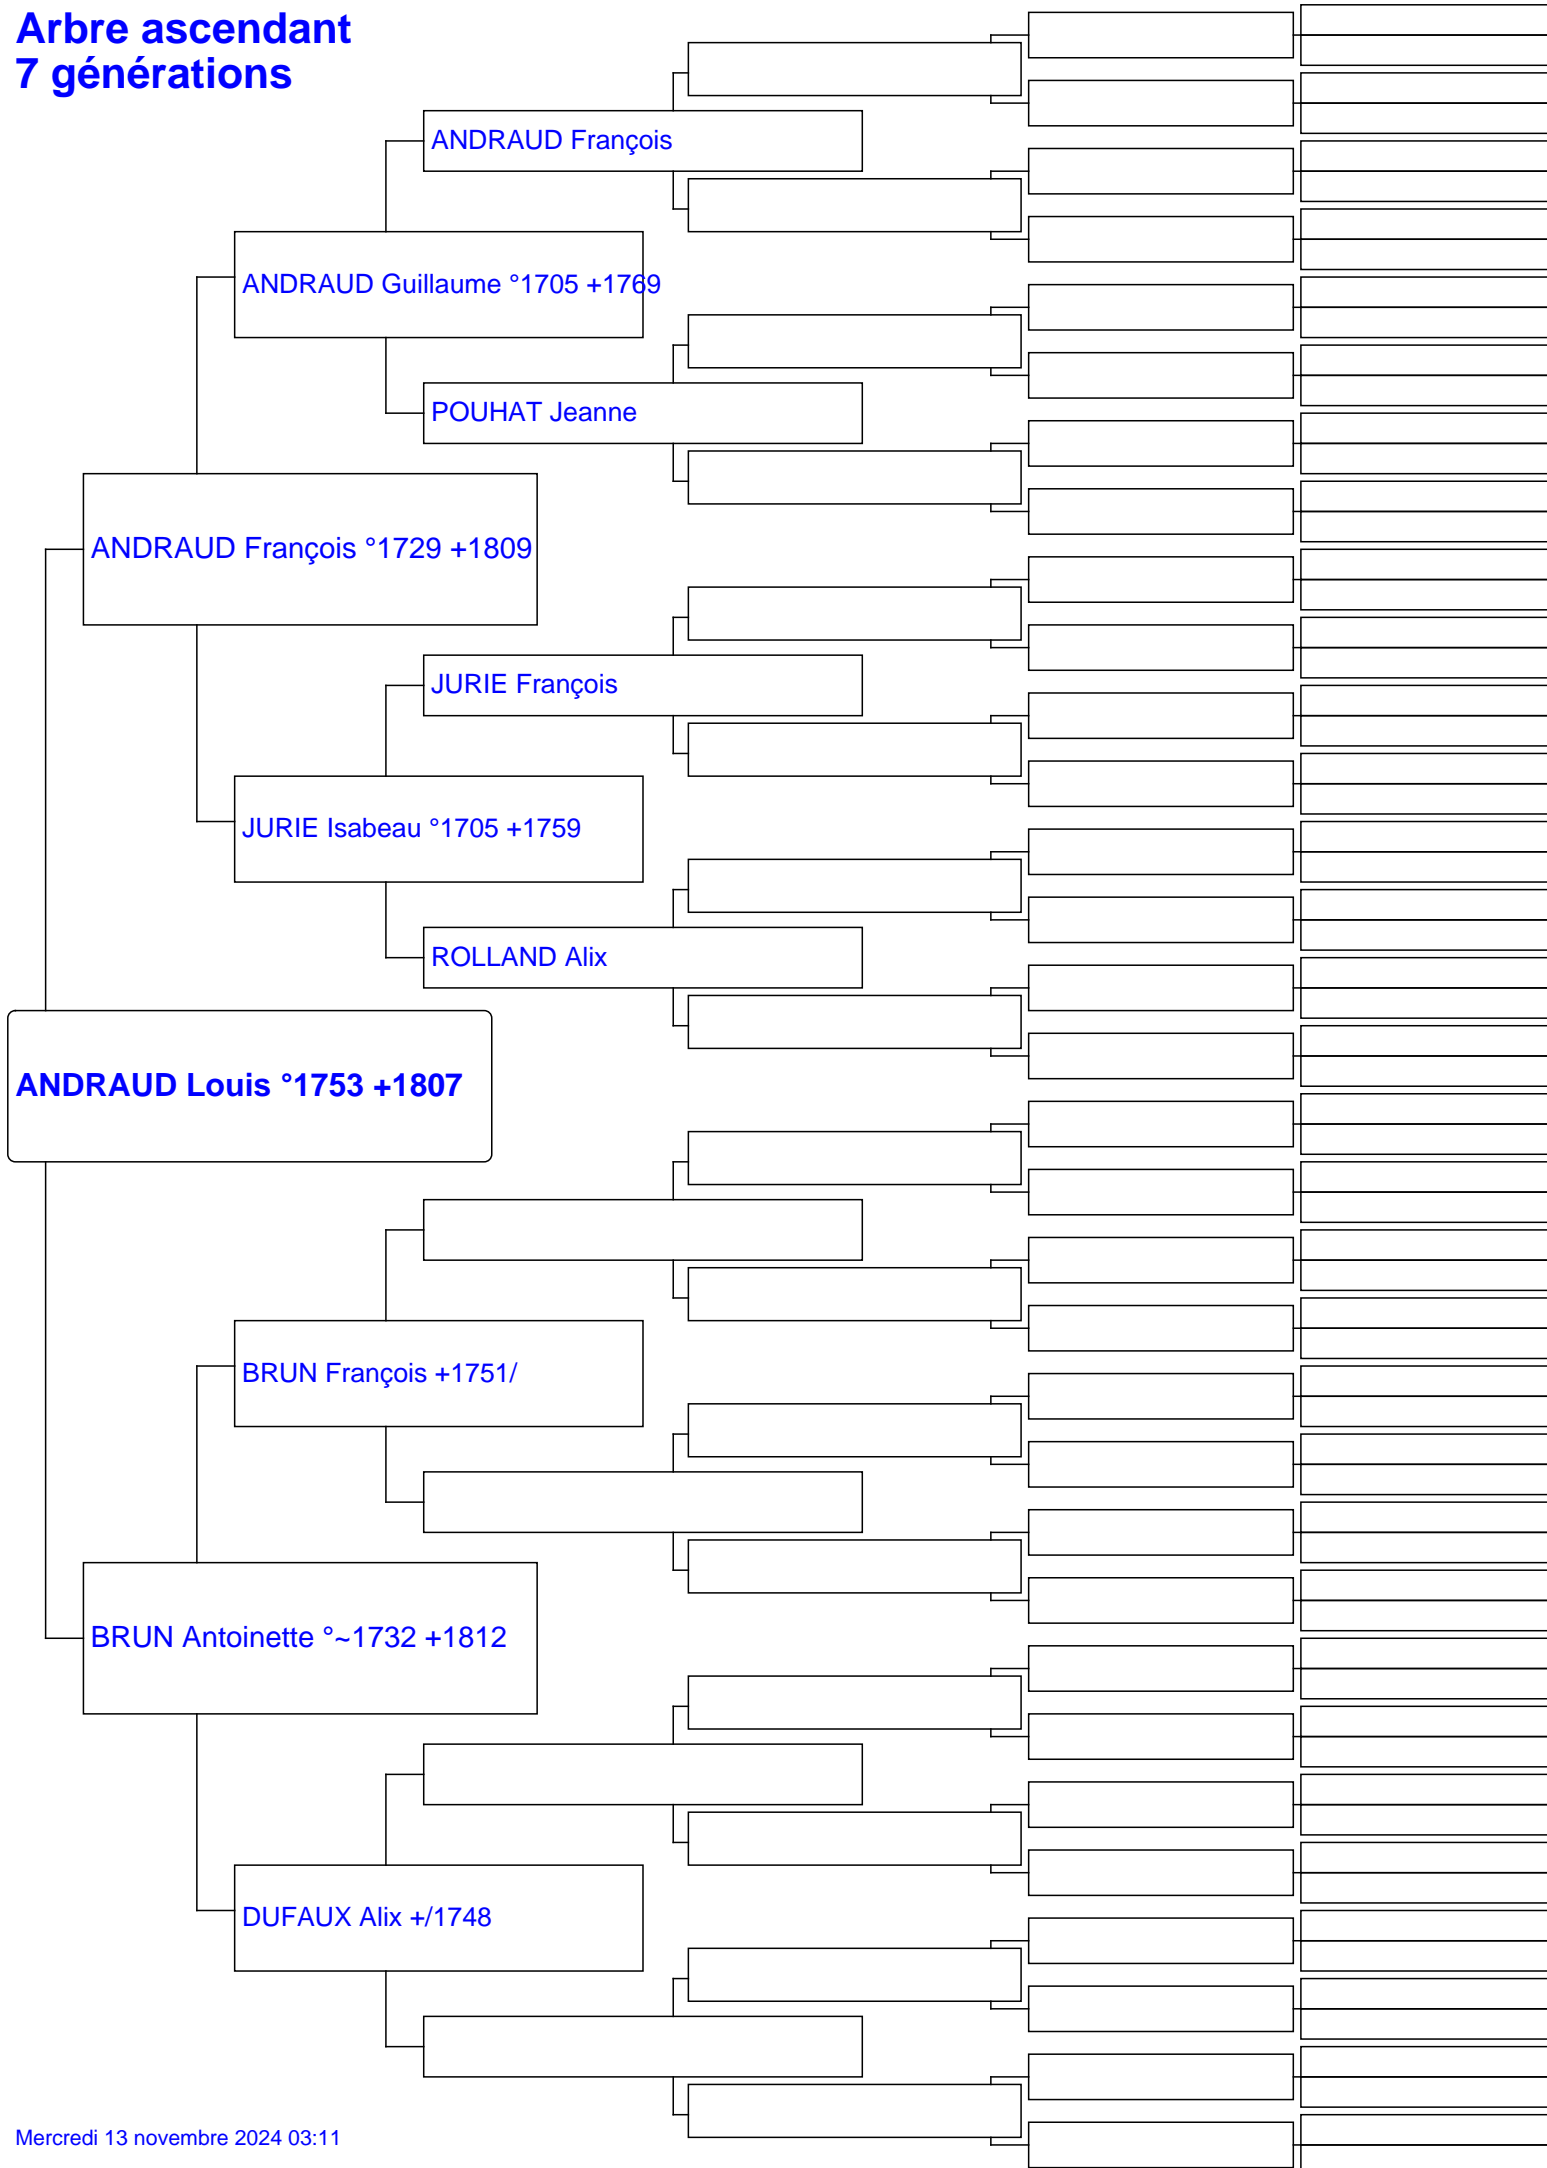 Arbre ascendant
7 générations
ANDRAUD François
ANDRAUD Guillaume °1705 +1769
POUHAT Jeanne
ANDRAUD François °1729 +1809
JURIE François
JURIE Isabeau °1705 +1759
ROLLAND Alix
ANDRAUD Louis °1753 +1807
BRUN François +1751/
BRUN Antoinette °~1732 +1812
DUFAUX Alix +/1748
Mercredi 13 novembre 2024 03:11